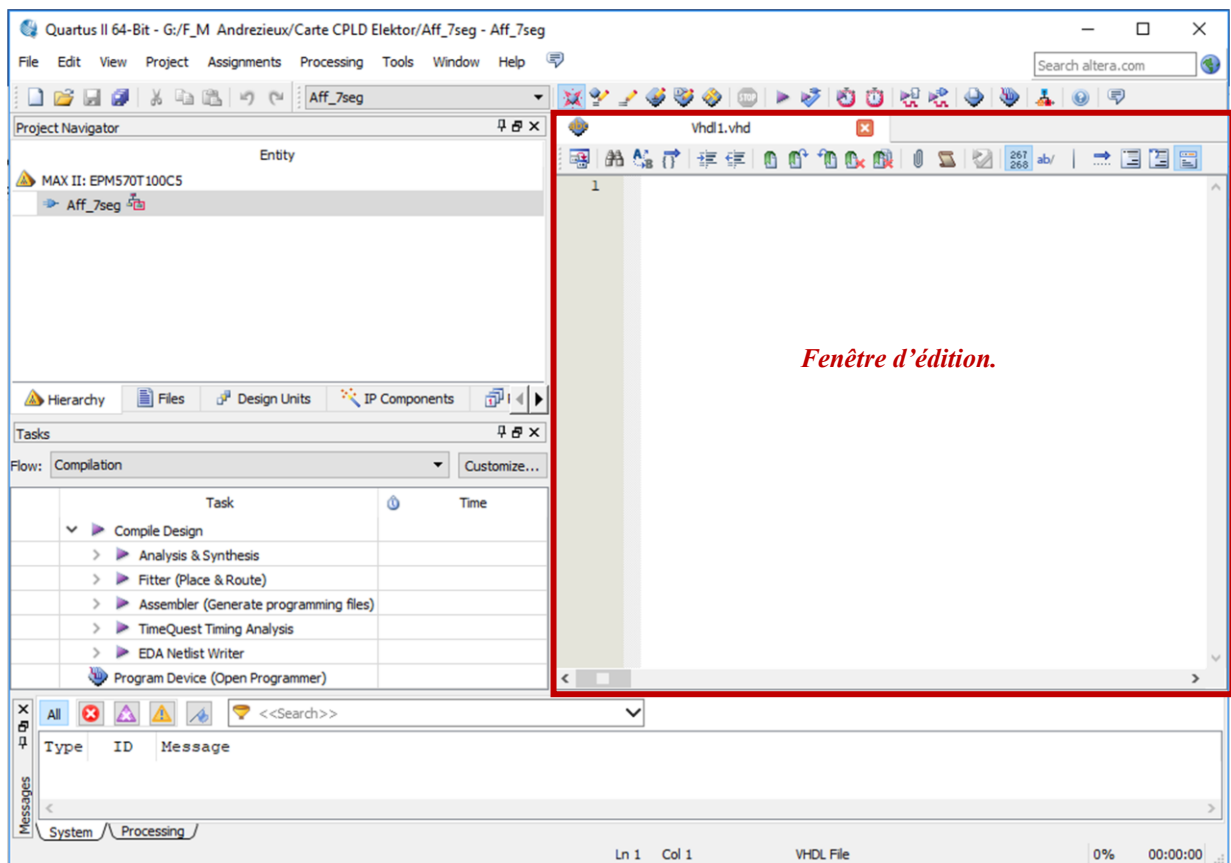 Quartus II 64-Bit - G:/F_M Andrezieux/Carte CPLD Elektor/Aff_7seg - Aff_7seg
File Edit View Project Assignments Processing Tools Window Help
Search altera.com
Aff_7seg
STOP
Project Navigator
Entity
MAX II: EPM570T100C5
Aff_7seg
Hierarchy Files Design Units IP Components
Tasks
Flow: Compilation Customize...
Task Time
Compile Design
Analysis & Synthesis
Fitter (Place & Route)
Assembler (Generate programming files)
TimeQuest Timing Analysis
EDA Netlist Writer
Program Device (Open Programmer)
Vhdl1.vhd
267
268
ab/
1
Fenêtre d'édition.
All <<Search>>
Type ID Message
Messages
System Processing
Ln 1 Col 1 VHDL File 0% 00:00:00